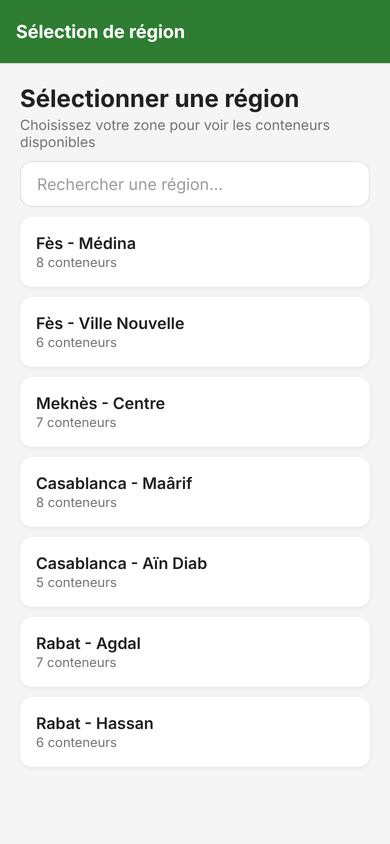 Sélection de région
Sélectionner une région
Choisissez votre zone pour voir les conteneurs
disponibles
Rechercher une région...
Fès - Médina
8 conteneurs
Fès - Ville Nouvelle
6 conteneurs
Meknès - Centre
7 conteneurs
Casablanca - Maârif
8 conteneurs
Casablanca - Aïn Diab
5 conteneurs
Rabat - Agdal
7 conteneurs
Rabat - Hassan
6 conteneurs